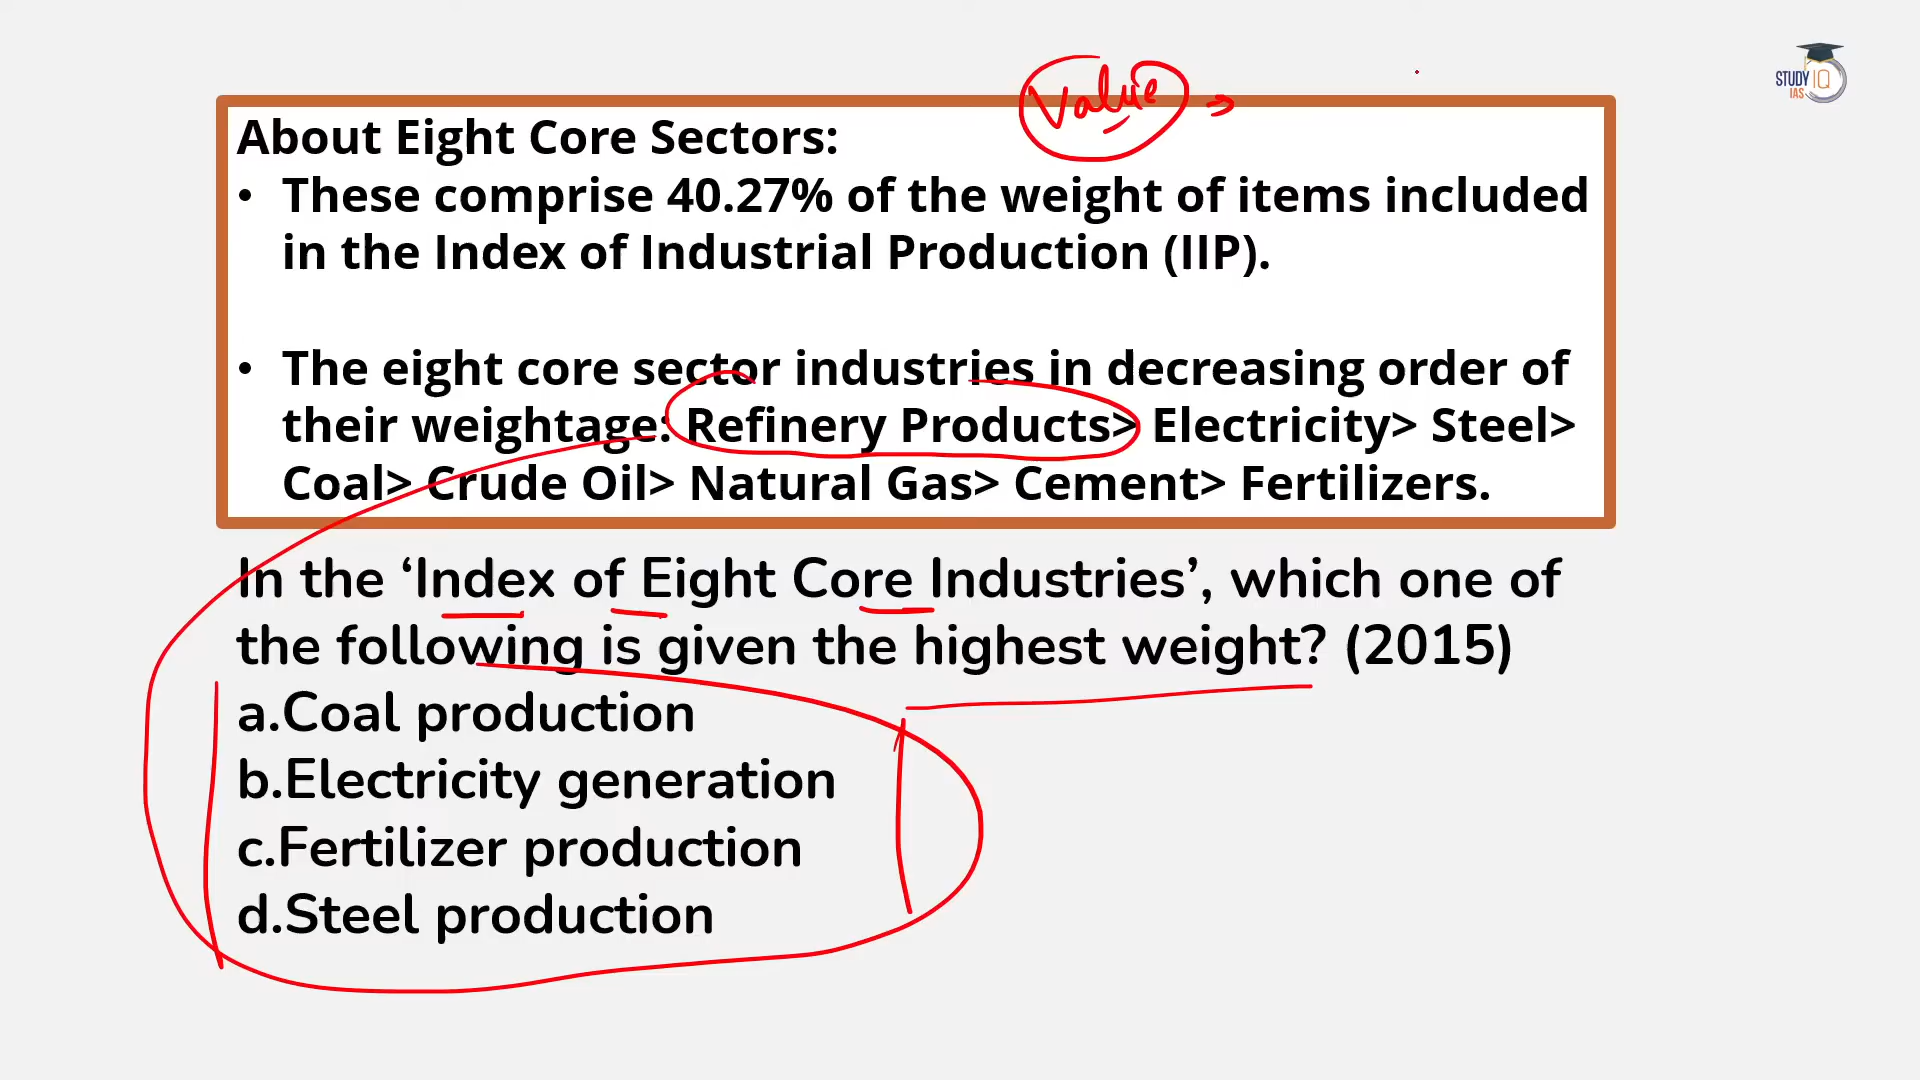 Value →
STUDY IQ
IAS
About Eight Core Sectors:
• These comprise 40.27% of the weight of items included
in the Index of Industrial Production (IIP).
• The eight core sector industries in decreasing order of
their weightage: Refinery Products> Electricity> Steel>
Coal> Crude Oil> Natural Gas> Cement> Fertilizers.
In the ‘Index of Eight Core Industries’, which one of
the following is given the highest weight? (2015)
a.Coal production
b.Electricity generation
c.Fertilizer production
d.Steel production